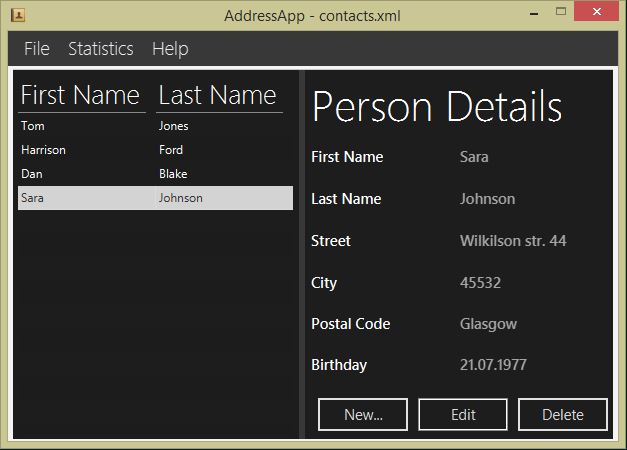 AddressApp - contacts.xml
File Statistics Help
First Name Last Name
Tom Jones
Harrison Ford
Dan Blake
Sara Johnson
Person Details
First Name Sara
Last Name Johnson
Street Wilkilson str. 44
City 45532
Postal Code Glasgow
Birthday 21.07.1977
New... Edit Delete